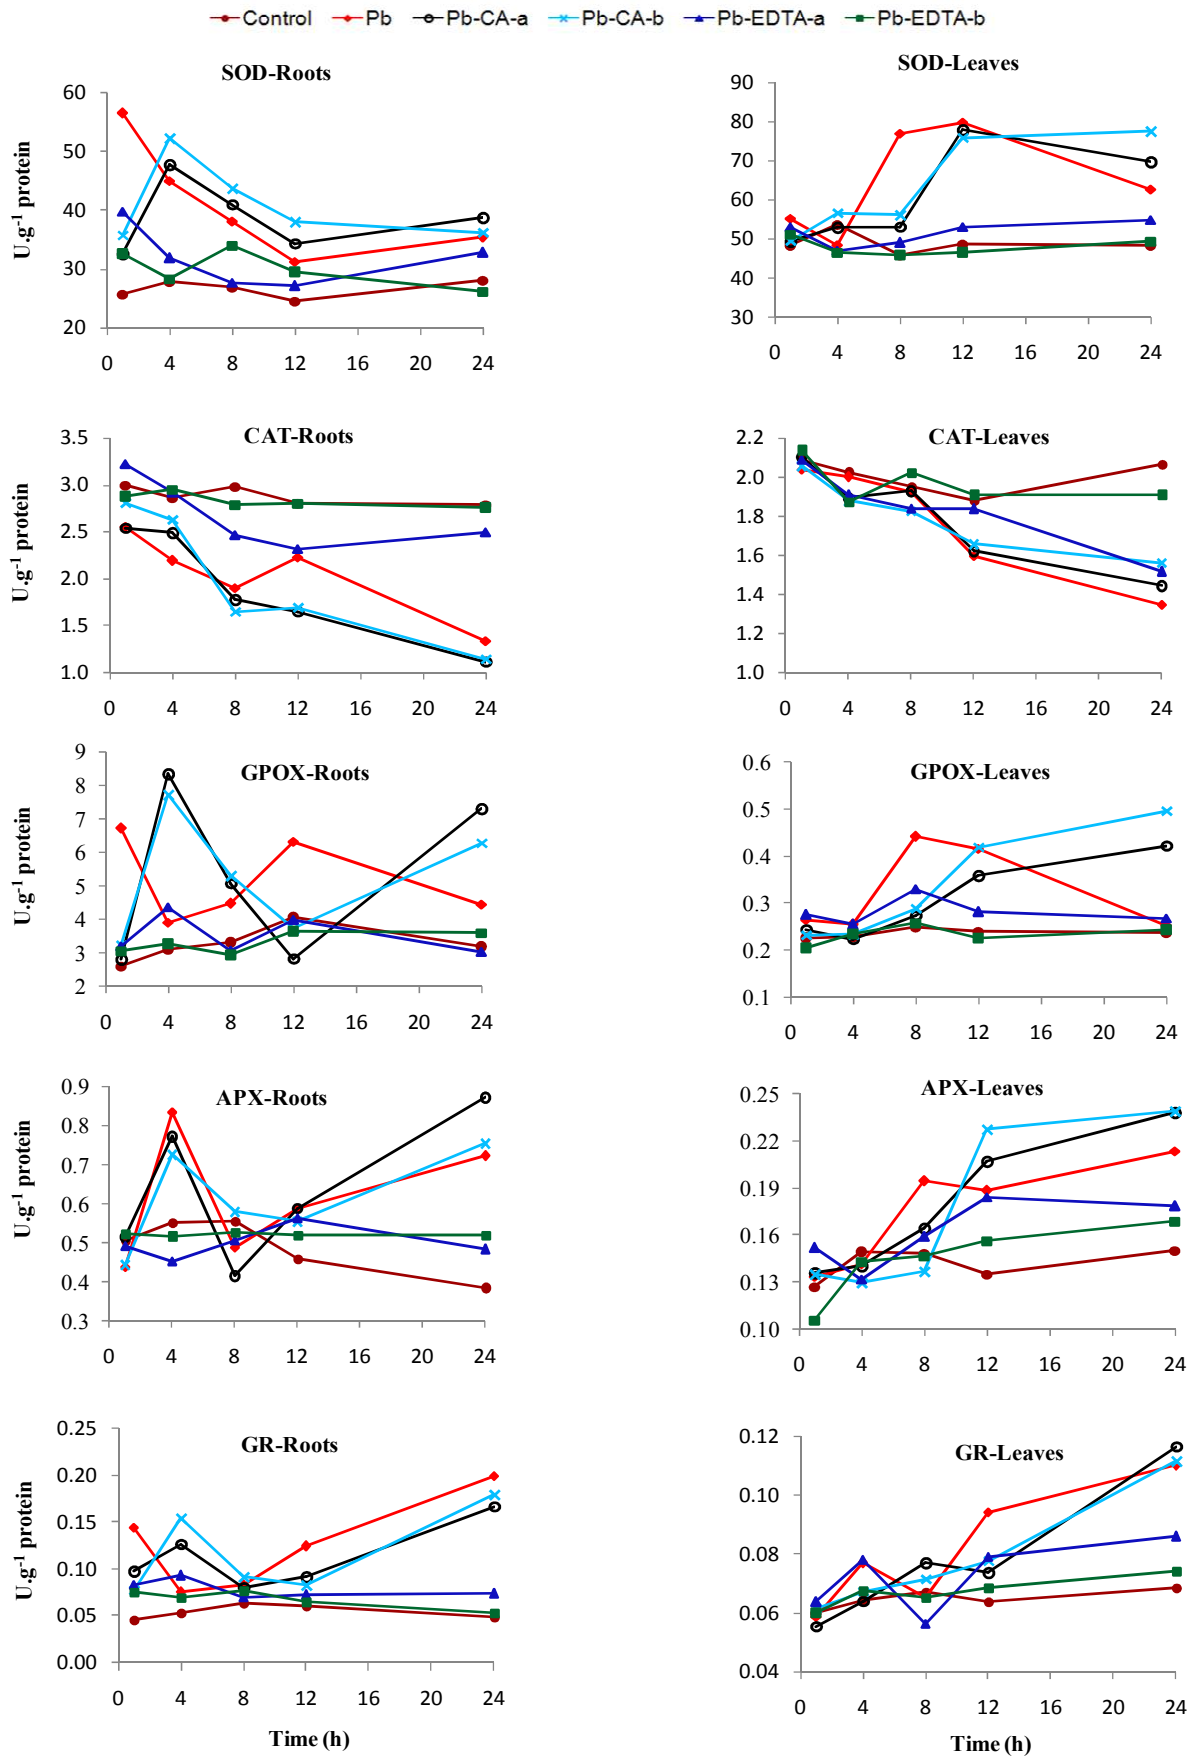 Control Pb Pb-CA-a Pb-CA-b Pb-EDTA-a Pb-EDTA-b
SOD-Roots
U.g⁻¹ protein
60
50
40
30
20
0 4 8 12 16 20 24
SOD-Leaves
90
80
70
60
50
40
30
0 4 8 12 16 20 24
CAT-Roots
U.g⁻¹ protein
3.5
3.0
2.5
2.0
1.5
1.0
0 4 8 12 16 20 24
CAT-Leaves
2.2
2.0
1.8
1.6
1.4
1.2
1.0
0 4 8 12 16 20 24
GPOX-Roots
U.g⁻¹ protein
9
8
7
6
5
4
3
2
0 4 8 12 16 20 24
GPOX-Leaves
0.6
0.5
0.4
0.3
0.2
0.1
0 4 8 12 16 20 24
APX-Roots
U.g⁻¹ protein
0.9
0.8
0.7
0.6
0.5
0.4
0.3
0 4 8 12 16 20 24
APX-Leaves
0.25
0.22
0.19
0.16
0.13
0.10
0 4 8 12 16 20 24
GR-Roots
U.g⁻¹ protein
0.25
0.20
0.15
0.10
0.05
0.00
0 4 8 12 16 20 24
Time (h)
GR-Leaves
0.12
0.10
0.08
0.06
0.04
0 4 8 12 16 20 24
Time (h)